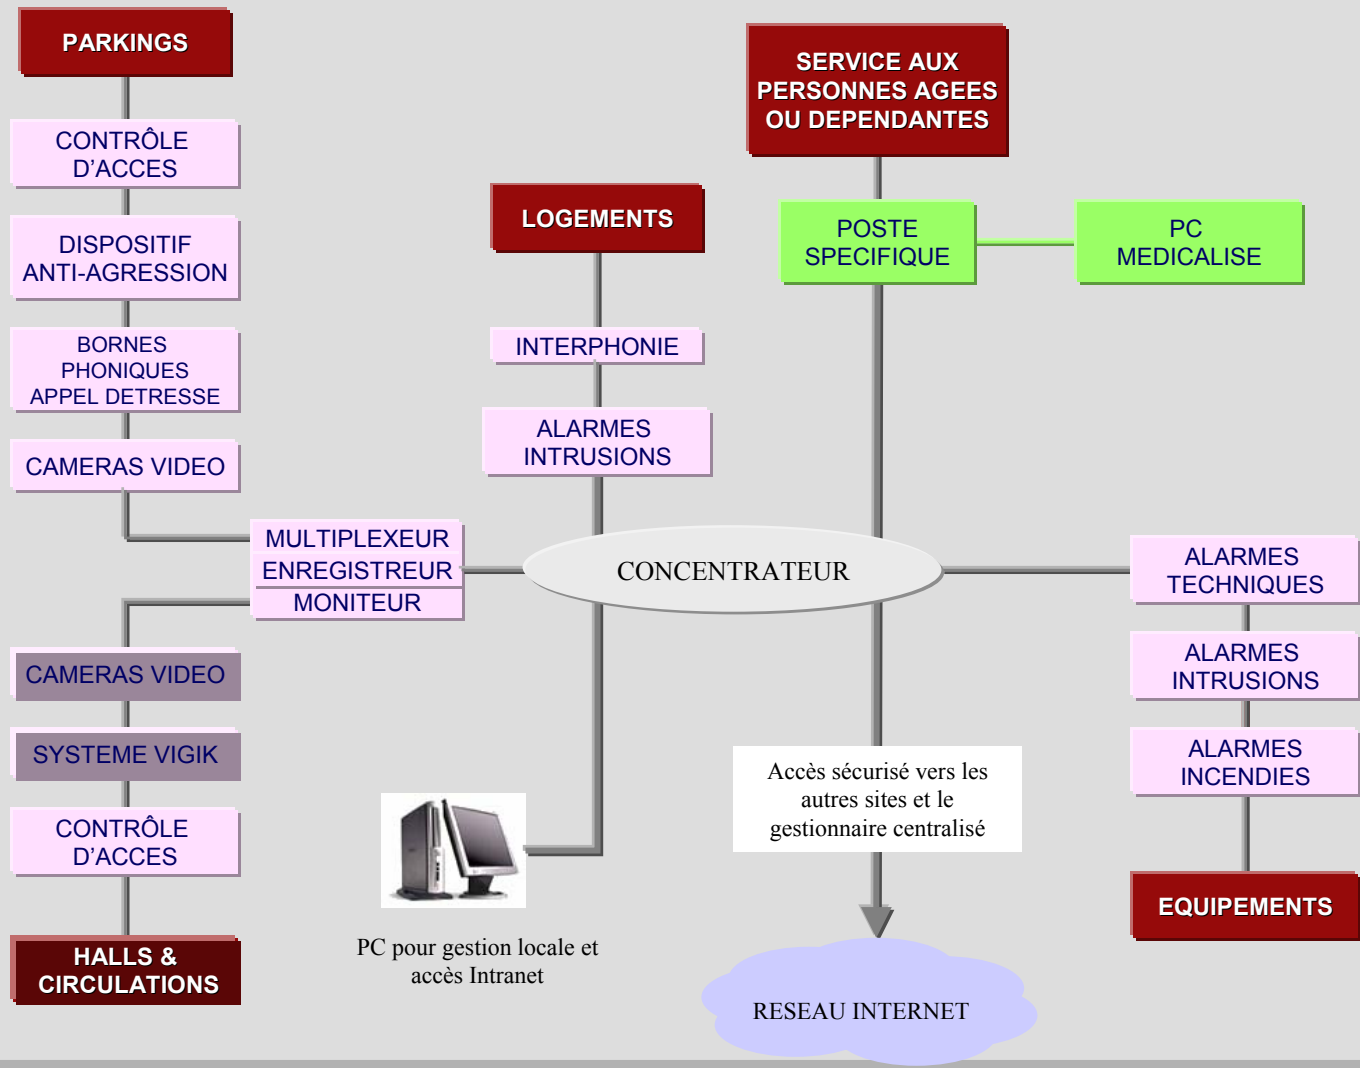 PARKINGS
CONTRÔLE
D'ACCES
DISPOSITIF
ANTI-AGRESSION
BORNES
PHONIQUES
APPEL DETRESSE
CAMERAS VIDEO
MULTIPLEXEUR
ENREGISTREUR
MONITEUR
CAMERAS VIDEO
SYSTEME VIGIK
CONTRÔLE
D'ACCES
HALLS &
CIRCULATIONS
LOGEMENTS
INTERPHONIE
ALARMES
INTRUSIONS
CONCENTRATEUR
PC pour gestion locale et
accès Intranet
SERVICE AUX
PERSONNES AGEES
OU DEPENDANTES
POSTE
SPECIFIQUE
PC
MEDICALISE
Accès sécurisé vers les
autres sites et le
gestionnaire centralisé
RESEAU INTERNET
ALARMES
TECHNIQUES
ALARMES
INTRUSIONS
ALARMES
INCENDIES
EQUIPEMENTS